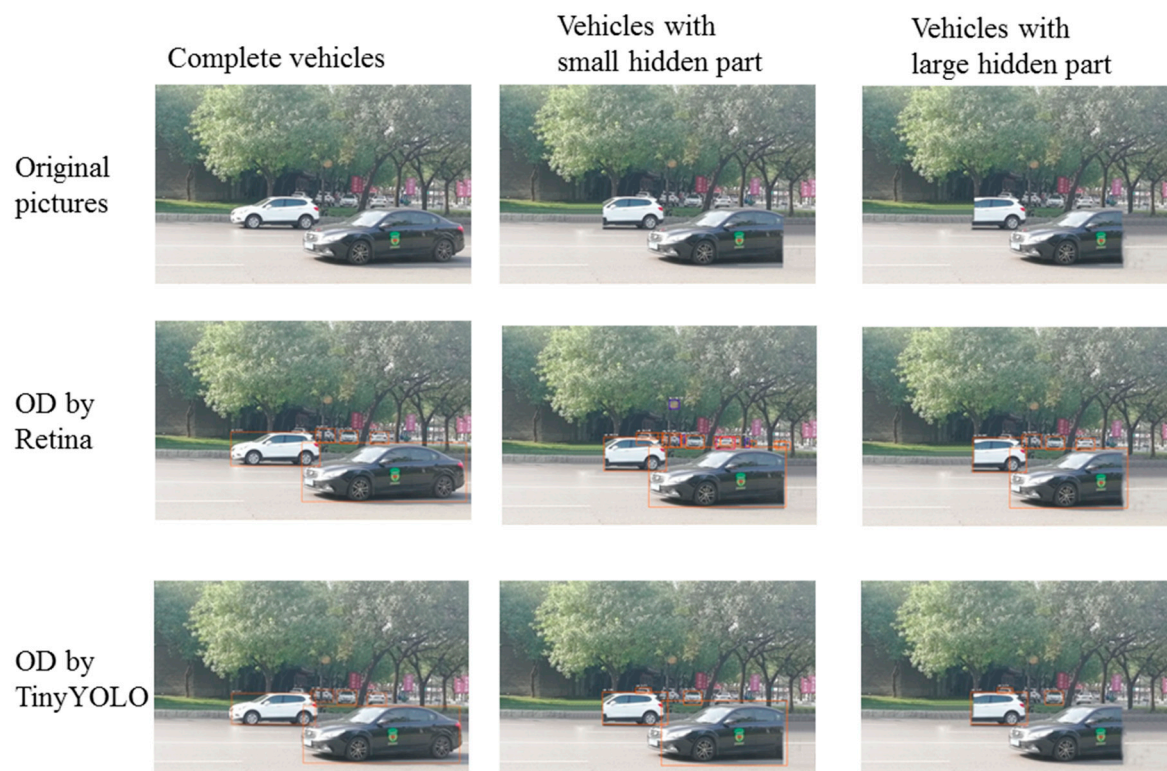 Complete vehicles
Vehicles with
small hidden part
Vehicles with
large hidden part
Original
pictures
OD by
Retina
OD by
TinyYOLO